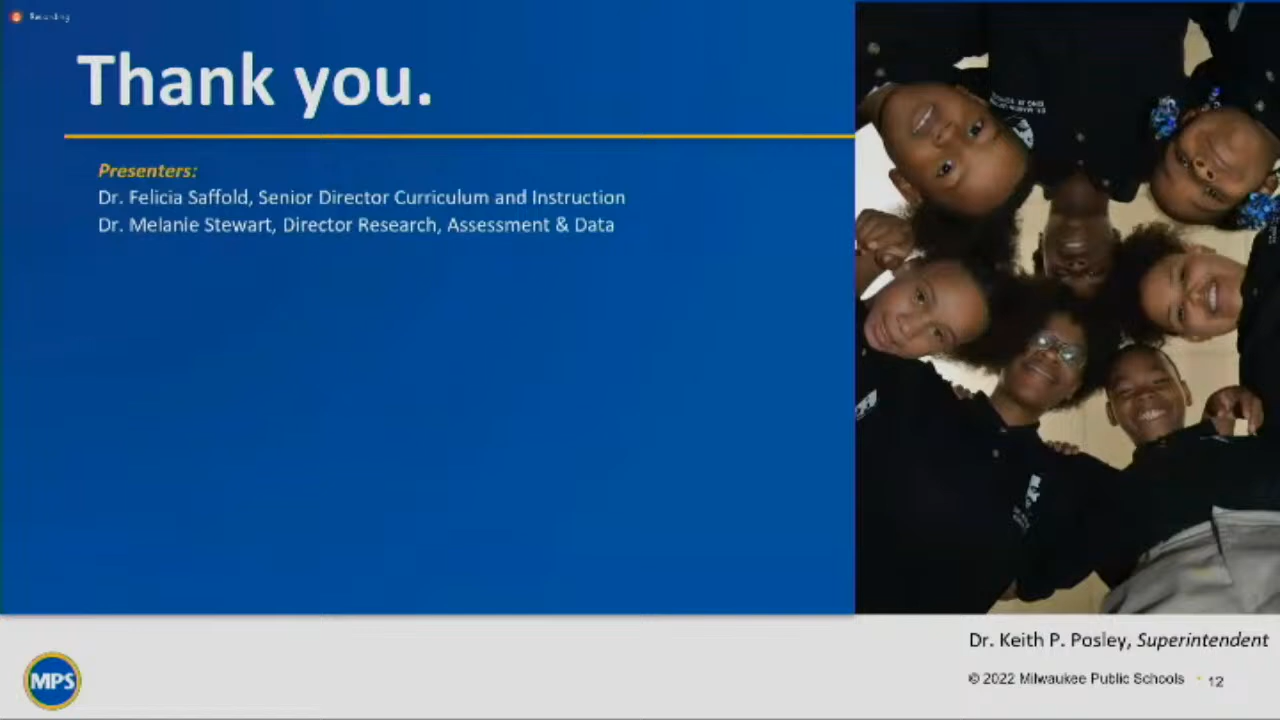 Recording
Thank you.
Presenters:
Dr. Felicia Saffold, Senior Director Curriculum and Instruction
Dr. Melanie Stewart, Director Research, Assessment & Data
Dr. Keith P. Posley, Superintendent
© 2022 Milwaukee Public Schools
12
MPS